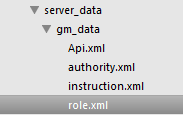 server_data
gm_data
Api.xml
authority.xml
instruction.xml
role.xml